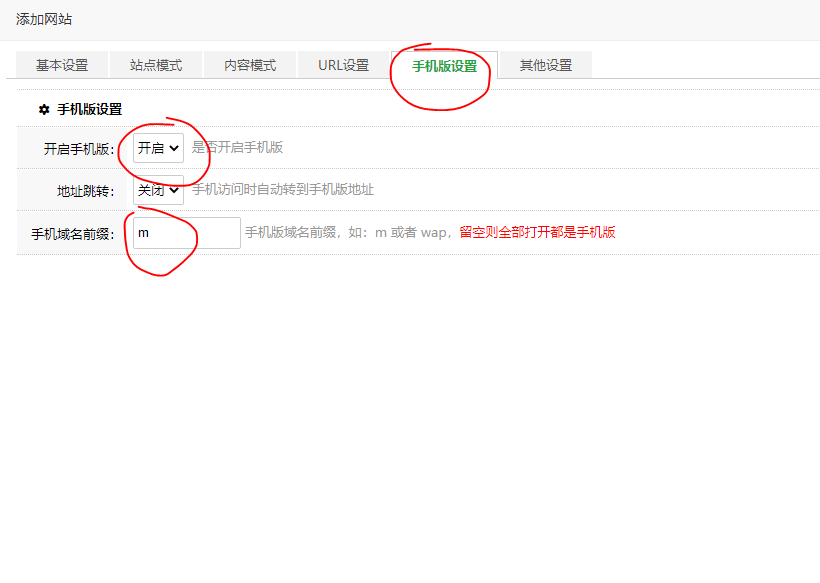 添加网站
基本设置 站点模式 内容模式 URL设置 手机版设置 其他设置
手机版设置
开启手机版： 开启 是否开启手机版
地址跳转： 关闭 手机访问时自动转到手机版地址
手机域名前缀： m 手机版域名前缀，如：m 或者 wap，留空则全部打开都是手机版